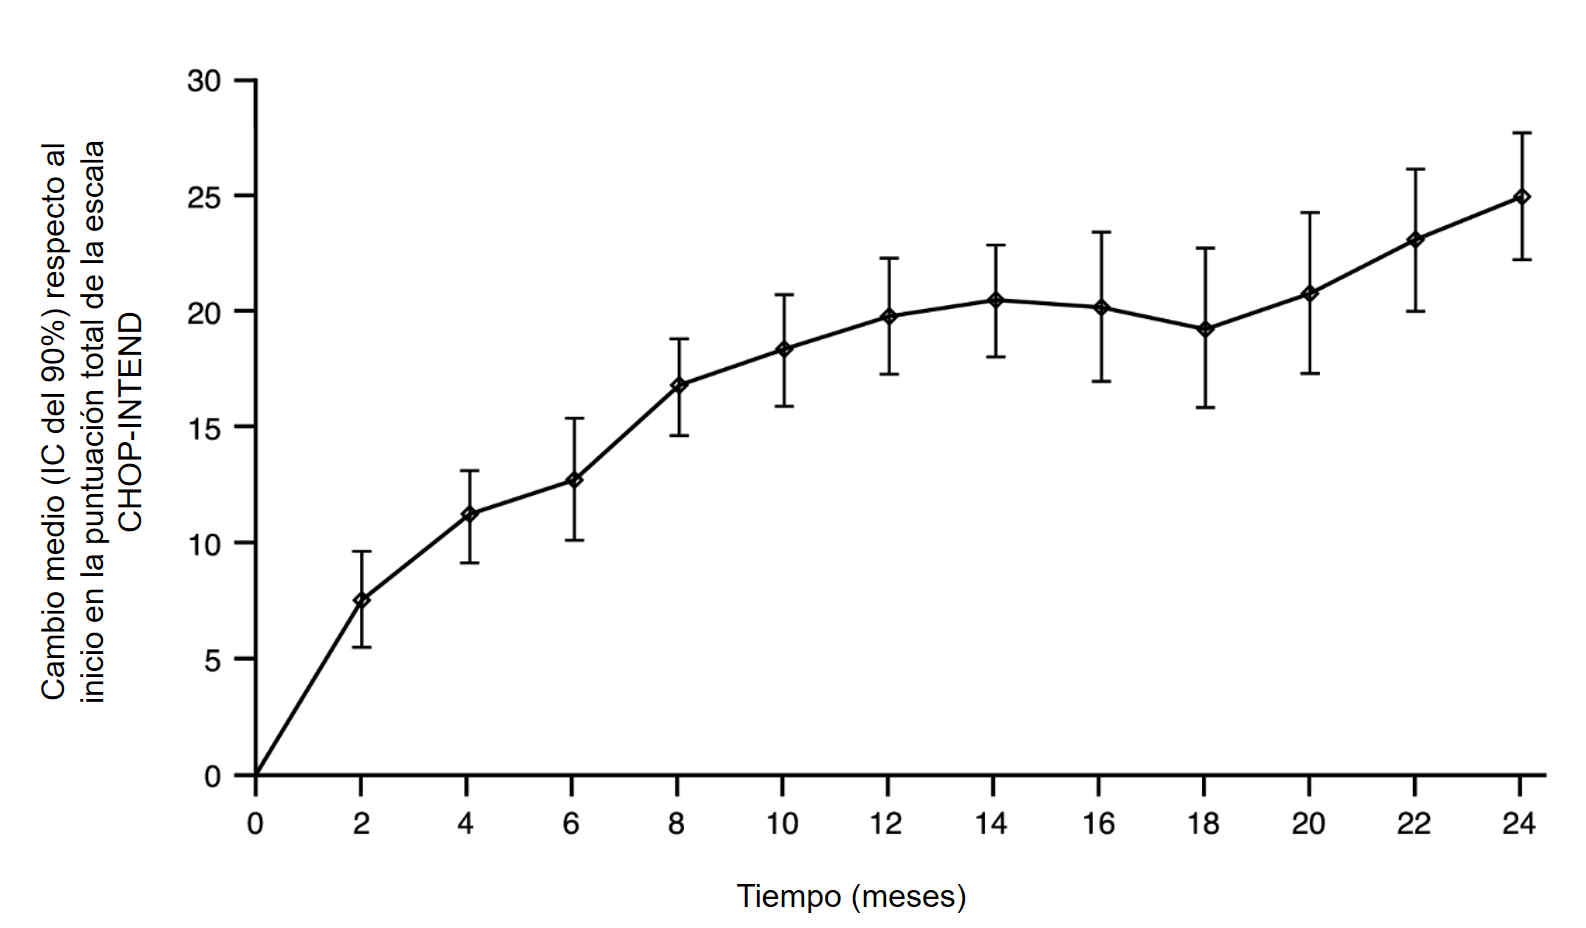 Cambio medio (IC del 90%) respecto al
inicio en la puntuación total de la escala
CHOP-INTEND
30
25
20
15
10
5
0
0 2 4 6 8 10 12 14 16 18 20 22 24
Tiempo (meses)